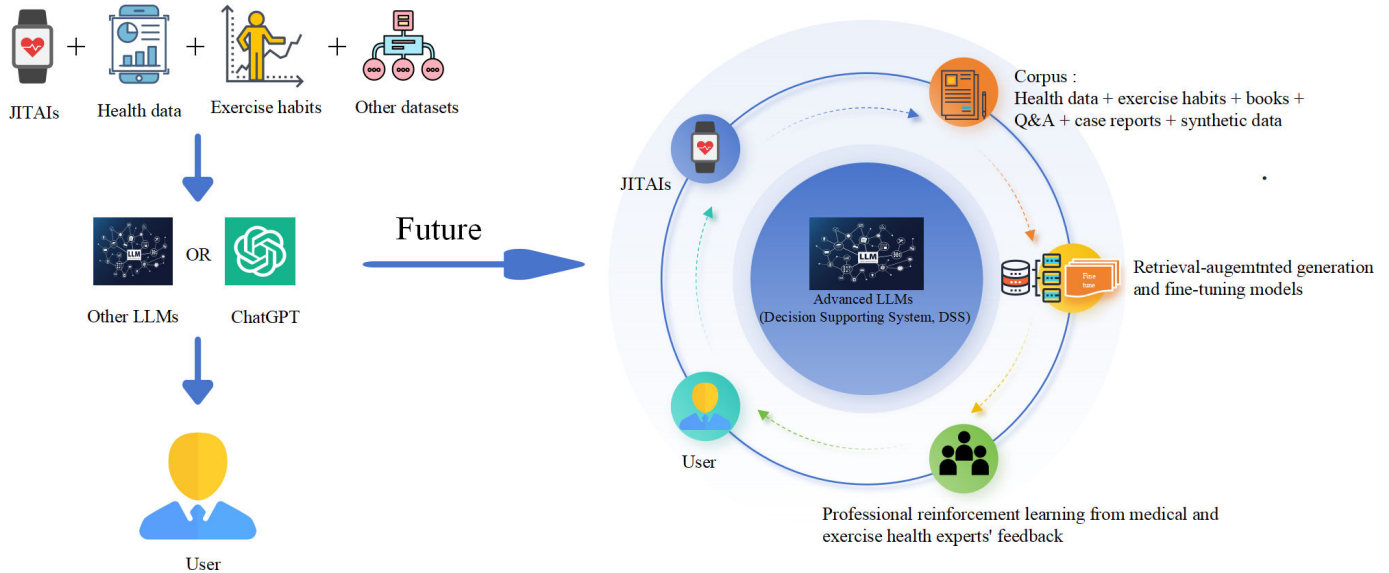 JITAIs
+
Health data
+
Exercise habits
+
Other datasets
LLM
OR
Other LLMs
ChatGPT
User
Future
JITAIs
Corpus :
Health data + exercise habits + books +
Q&A + case reports + synthetic data
.
Fine
tune
Retrieval-augemtnted generation
and fine-tuning models
LLM
Advanced LLMs
(Decision Supporting System, DSS)
User
Professional reinforcement learning from medical and
exercise health experts' feedback